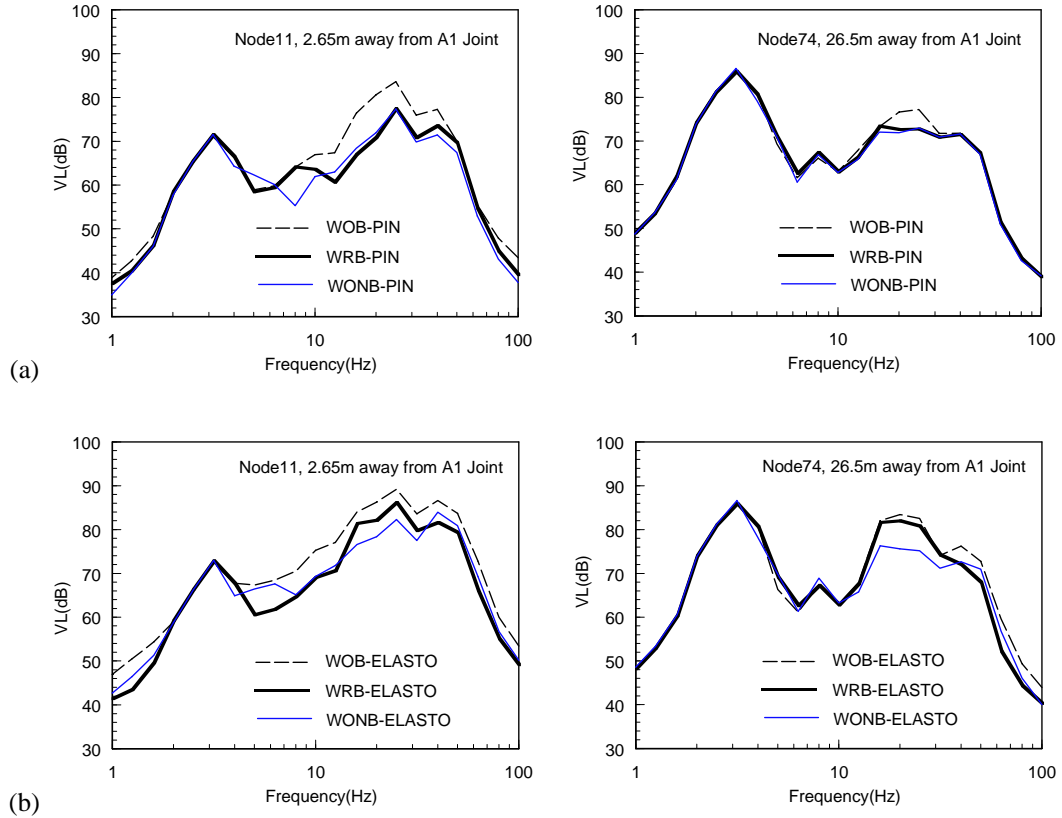 100
90
80
70
60
50
40
30
VL(dB)
Node11, 2.65m away from A1 Joint
WOB-PIN
WRB-PIN
WONB-PIN
1
10
100
Frequency(Hz)
100
90
80
70
60
50
40
30
VL(dB)
Node74, 26.5m away from A1 Joint
WOB-PIN
WRB-PIN
WONB-PIN
1
10
100
Frequency(Hz)
(a)
100
90
80
70
60
50
40
30
VL(dB)
Node11, 2.65m away from A1 Joint
WOB-ELASTO
WRB-ELASTO
WONB-ELASTO
1
10
100
Frequency(Hz)
100
90
80
70
60
50
40
30
VL(dB)
Node74, 26.5m away from A1 Joint
WOB-ELASTO
WRB-ELASTO
WONB-ELASTO
1
10
100
Frequency(Hz)
(b)